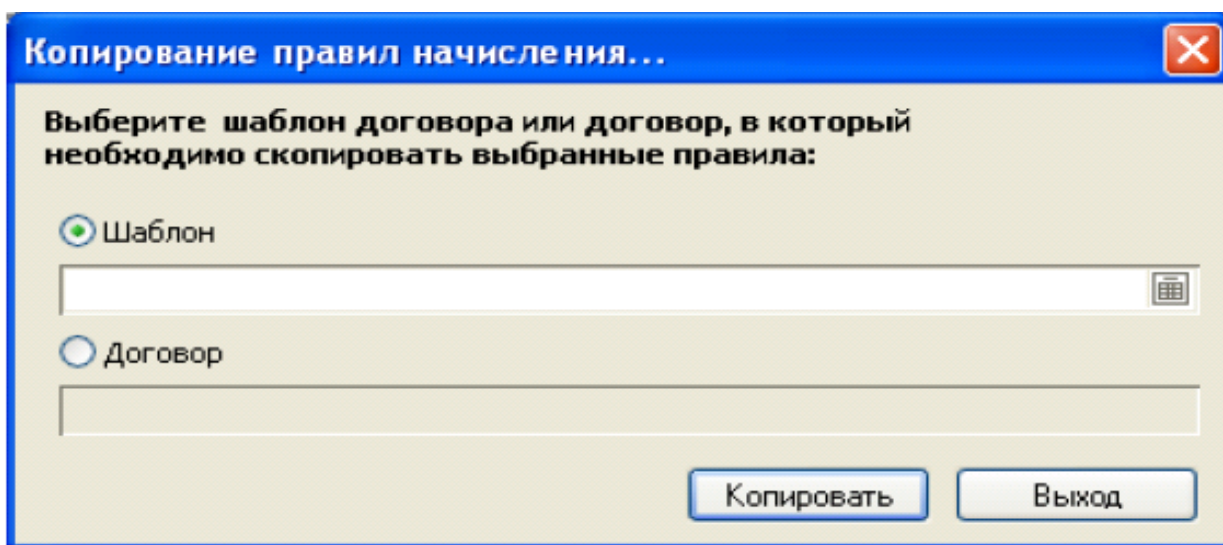 Копирование правил начисления...
Выберите шаблон договора или договор, в который
необходимо скопировать выбранные правила:
Шаблон
Договор
Копировать Выход